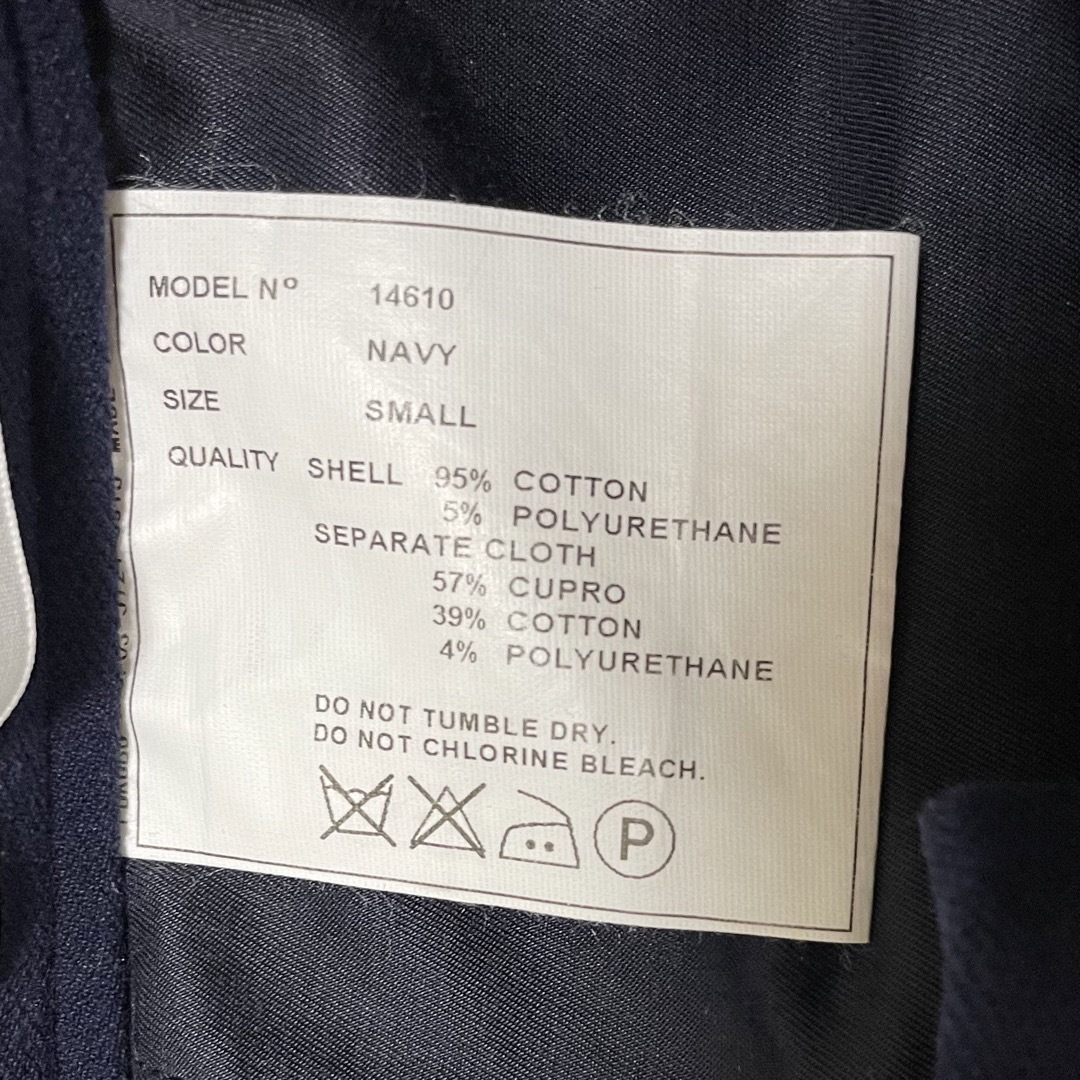 MODEL Nº 14610
COLOR NAVY
SIZE SMALL
QUALITY SHELL 95% COTTON
5% POLYURETHANE
SEPARATE CLOTH
57% CUPRO
39% COTTON
4% POLYURETHANE
DO NOT TUMBLE DRY.
DO NOT CHLORINE BLEACH.
P